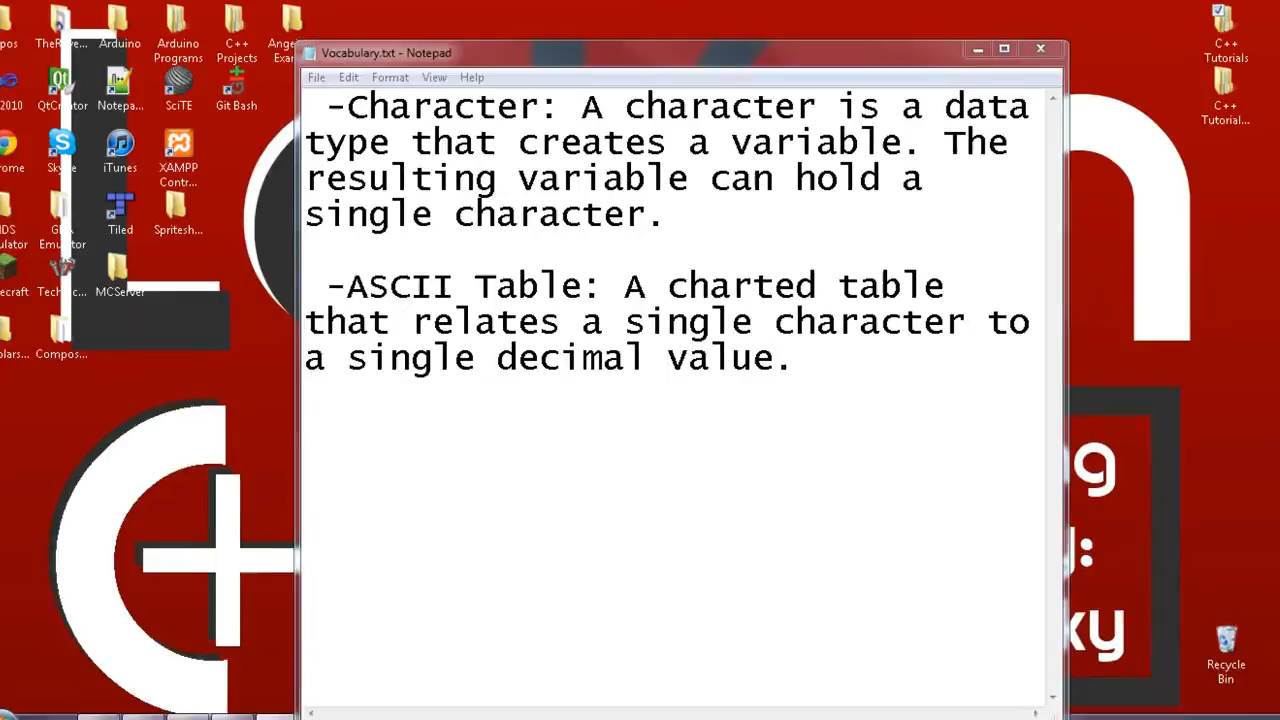 Vocabulary.txt - Notepad
File Edit Format View Help
-Character: A character is a data
type that creates a variable. The
resulting variable can hold a
single character.
-ASCII Table: A charted table
that relates a single character to
a single decimal value.
Arduino
Arduino Programs
C++ Projects
2010
QtCreator
Notepa...
SciTE
Git Bash
iTunes
XAMPP Contr...
Tiled
Spritesh...
MCServer
Compos...
C++ Tutorials
C++ Tutorial...
Recycle Bin